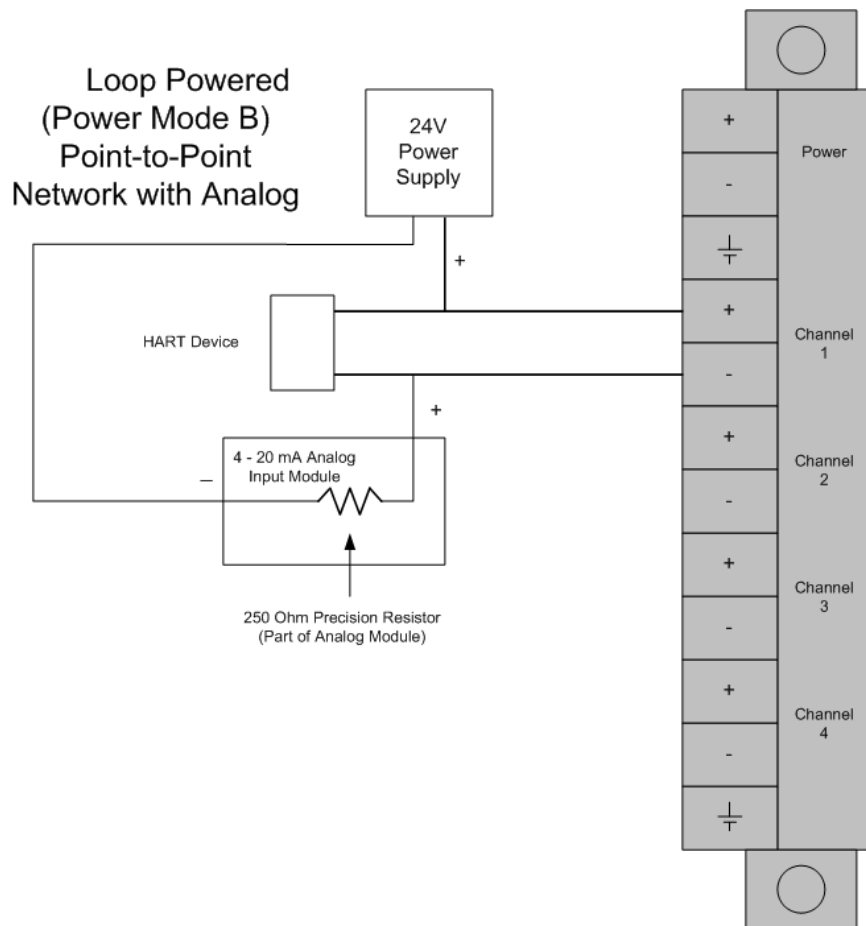 Loop Powered
(Power Mode B)
Point-to-Point
Network with Analog
24V
Power
Supply
+
HART Device
+
4 - 20 mA Analog
Input Module
–
250 Ohm Precision Resistor
(Part of Analog Module)
+
-
Power
+
-
Channel
1
+
-
Channel
2
+
-
Channel
3
+
-
Channel
4